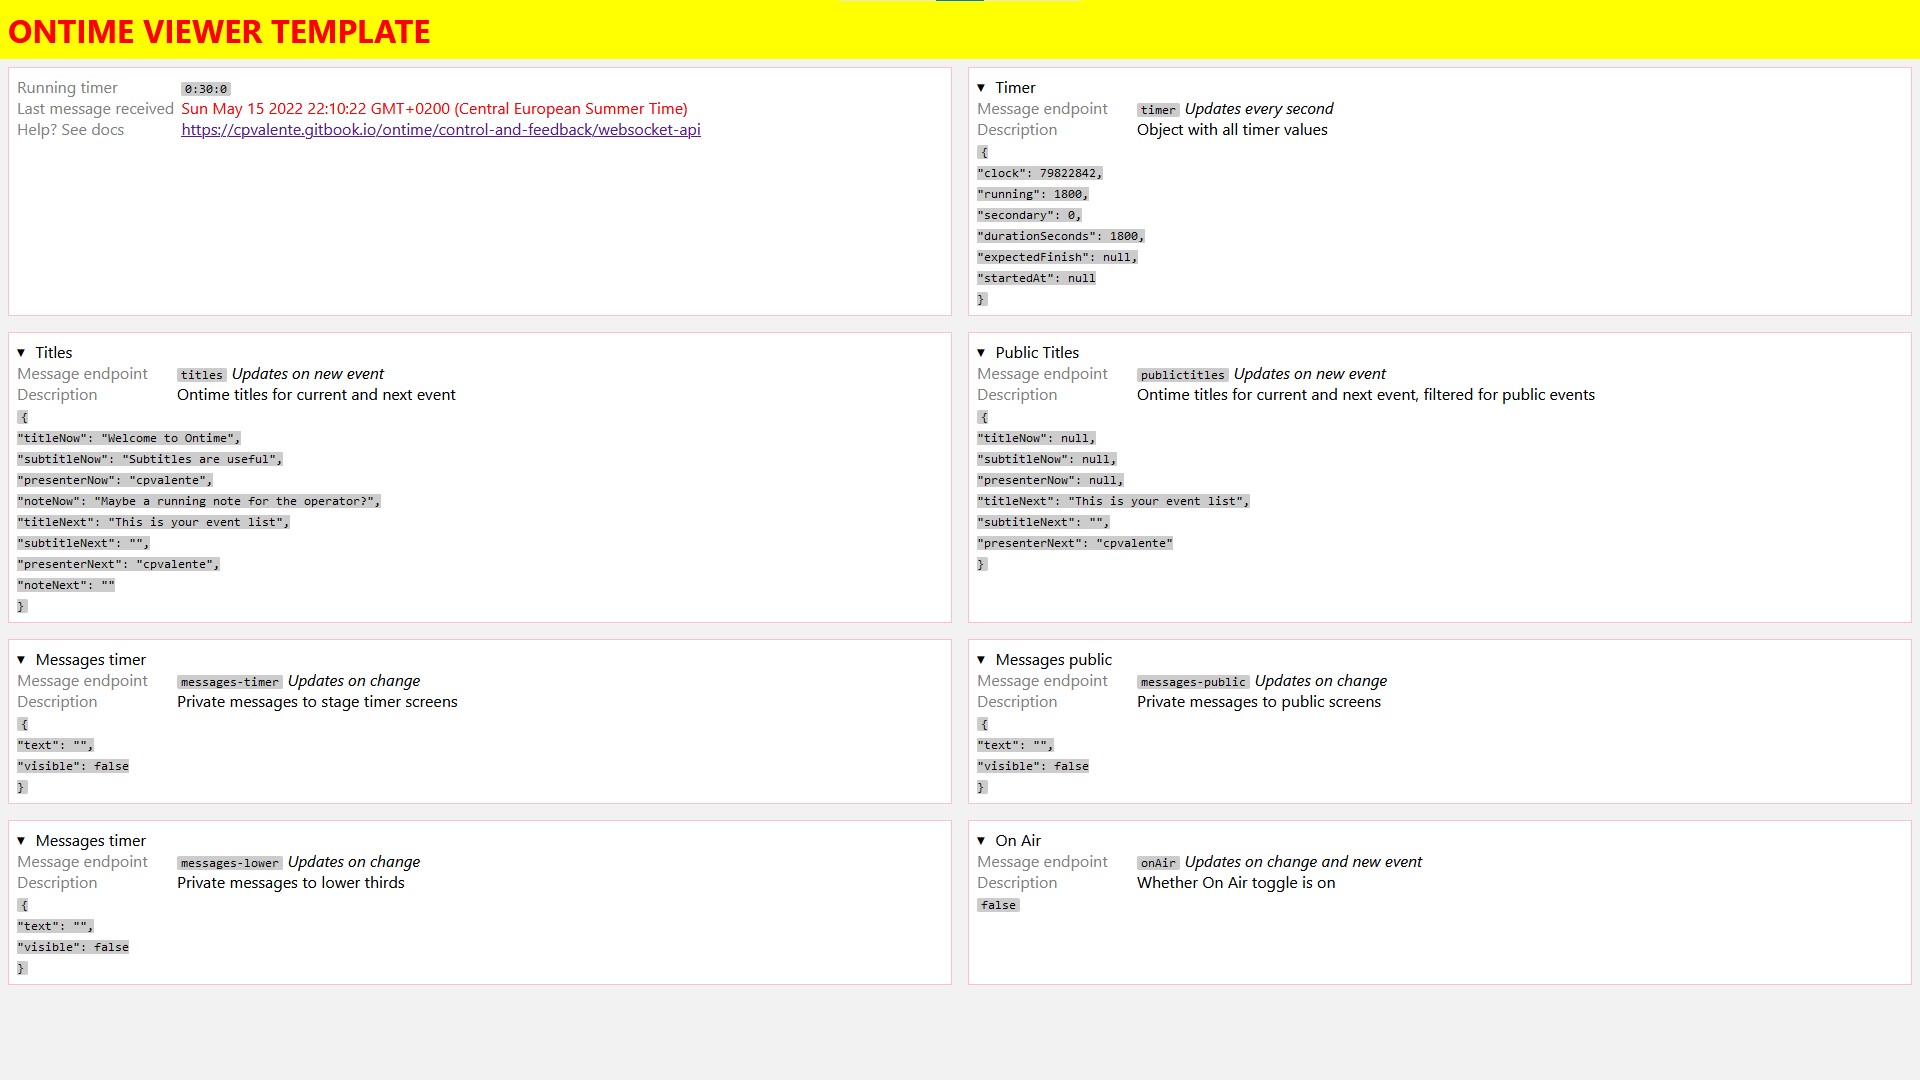 ONTIME VIEWER TEMPLATE
Running timer 0:30:0
Last message received Sun May 15 2022 22:10:22 GMT+0200 (Central European Summer Time)
Help? See docs https://cpvalente.gitbook.io/ontime/control-and-feedback/websocket-api
▼ Timer
Message endpoint timer Updates every second
Description Object with all timer values
{
"clock": 79822842,
"running": 1800,
"secondary": 0,
"durationSeconds": 1800,
"expectedFinish": null,
"startedAt": null
}
▼ Titles
Message endpoint titles Updates on new event
Description Ontime titles for current and next event
{
"titleNow": "Welcome to Ontime",
"subtitleNow": "Subtitles are useful",
"presenterNow": "cpvalente",
"noteNow": "Maybe a running note for the operator?",
"titleNext": "This is your event list",
"subtitleNext": "",
"presenterNext": "cpvalente",
"noteNext": ""
}
▼ Public Titles
Message endpoint publictitles Updates on new event
Description Ontime titles for current and next event, filtered for public events
{
"titleNow": null,
"subtitleNow": null,
"presenterNow": null,
"titleNext": "This is your event list",
"subtitleNext": "",
"presenterNext": "cpvalente"
}
▼ Messages timer
Message endpoint messages-timer Updates on change
Description Private messages to stage timer screens
{
"text": "",
"visible": false
}
▼ Messages public
Message endpoint messages-public Updates on change
Description Private messages to public screens
{
"text": "",
"visible": false
}
▼ Messages timer
Message endpoint messages-lower Updates on change
Description Private messages to lower thirds
{
"text": "",
"visible": false
}
▼ On Air
Message endpoint onAir Updates on change and new event
Description Whether On Air toggle is on
false